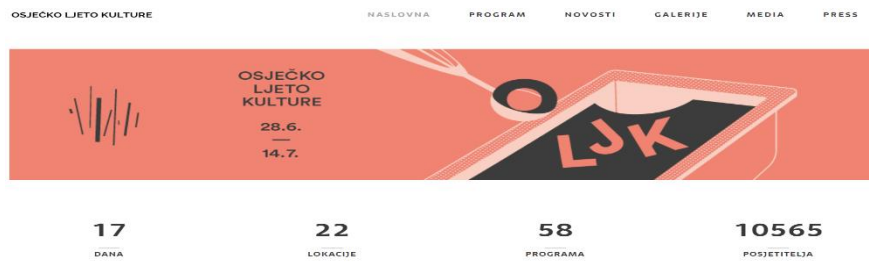 OSJEČKO LJETO KULTURE
NASLOVNA PROGRAM NOVOSTI GALERIJE MEDIA PRESS
OSJEČKO
LJETO
KULTURE
28.6.
—
14.7.
O
LJK
17 22 58 10565
DANA LOKACIJE PROGRAMA POSJETITELJA